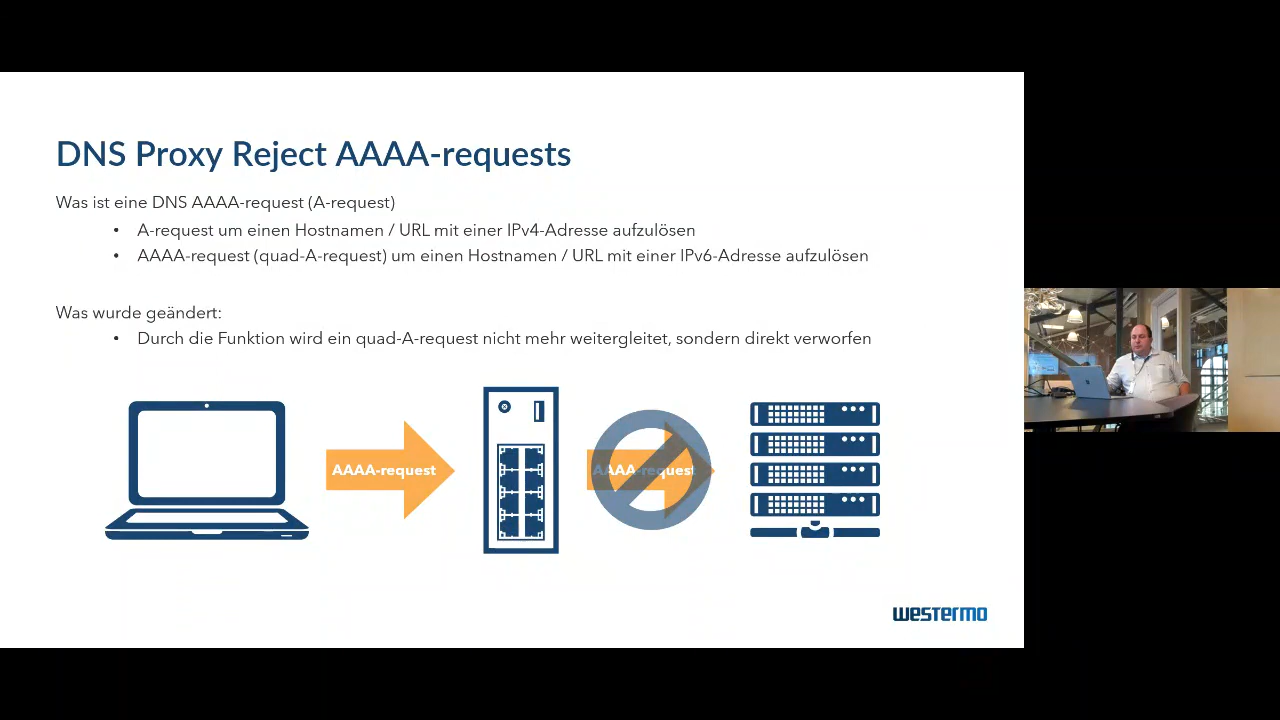 DNS Proxy Reject AAAA-requests
Was ist eine DNS AAAA-request (A-request)
• A-request um einen Hostnamen / URL mit einer IPv4-Adresse aufzulösen
• AAAA-request (quad-A-request) um einen Hostnamen / URL mit einer IPv6-Adresse aufzulösen
Was wurde geändert:
• Durch die Funktion wird ein quad-A-request nicht mehr weitergleitet, sondern direkt verworfen
AAAA-request
AAAA-request
westermo